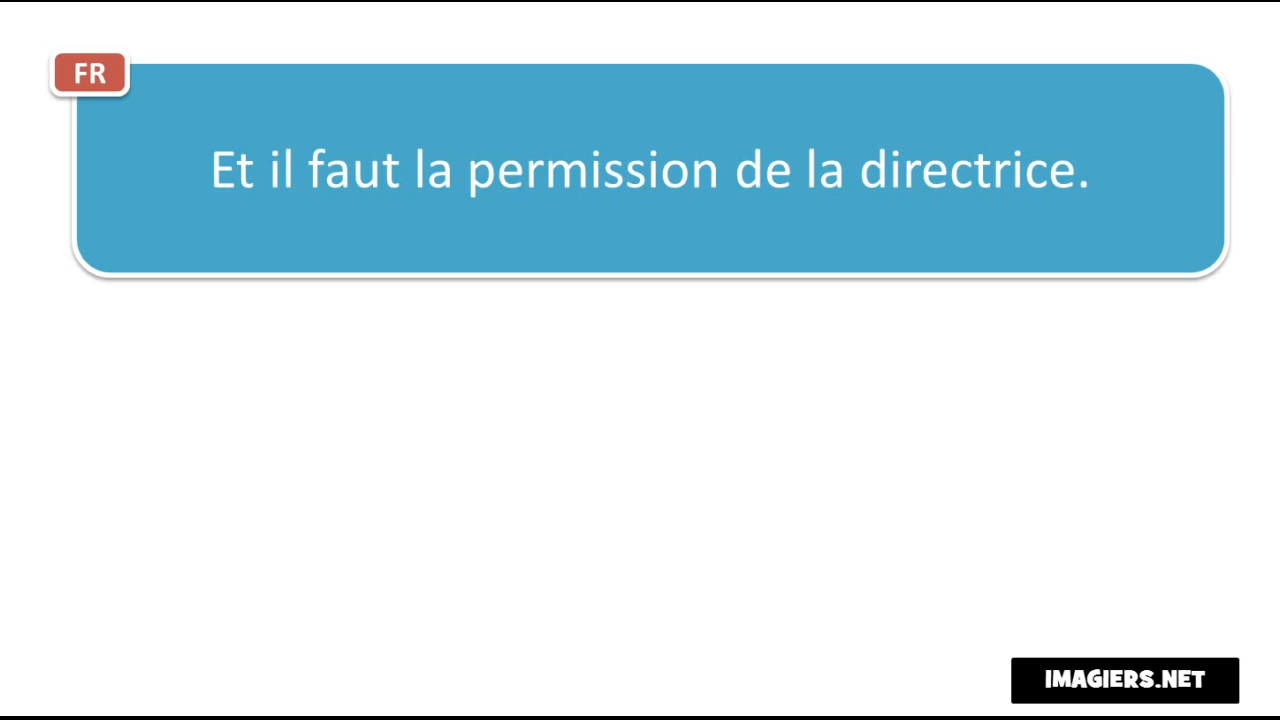 FR
Et il faut la permission de la directrice.
IMAGIERS.NET